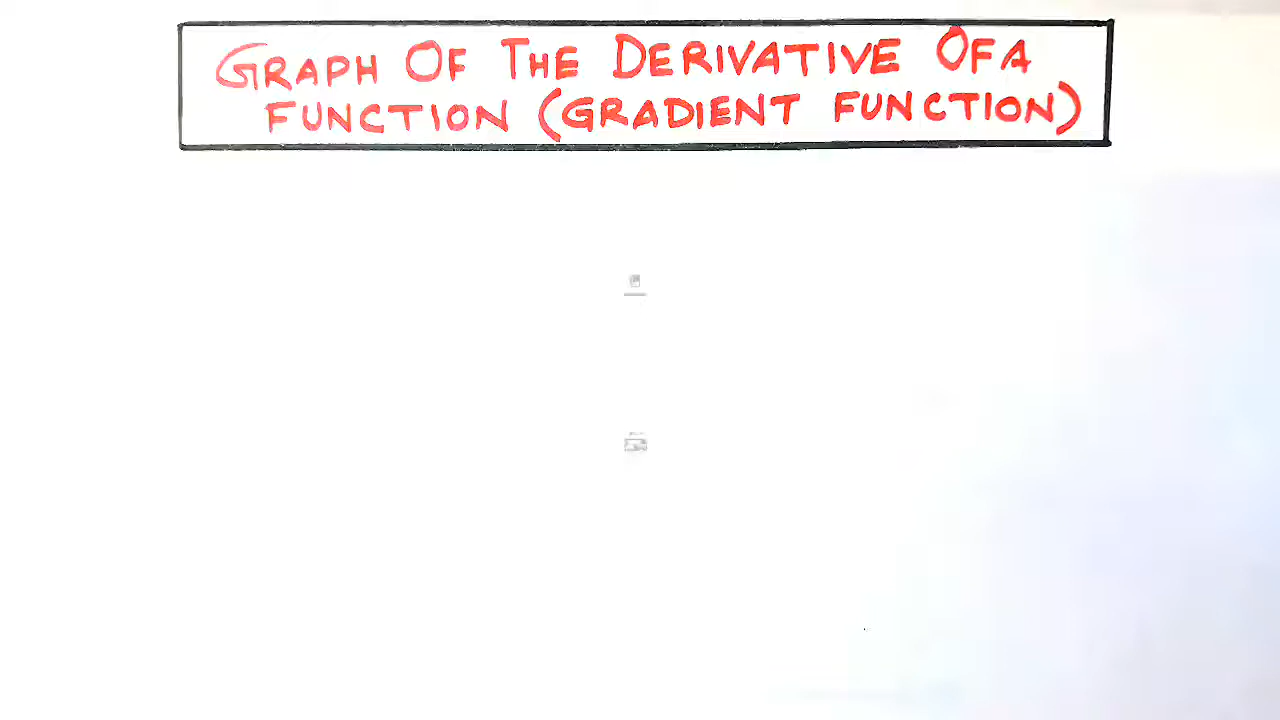 GRAPH OF THE DERIVATIVE OF A
FUNCTION (GRADIENT FUNCTION)